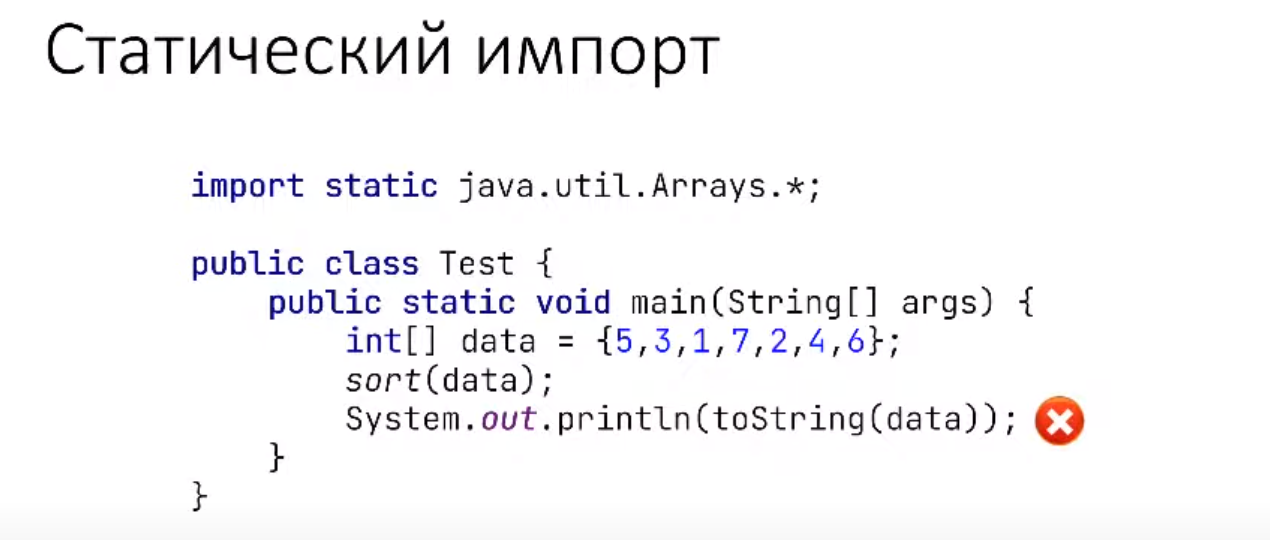 Статический импорт
import static java.util.Arrays.*;
public class Test {
public static void main(String[] args) {
int[] data = {5,3,1,7,2,4,6};
sort(data);
System.out.println(toString(data));
}
}